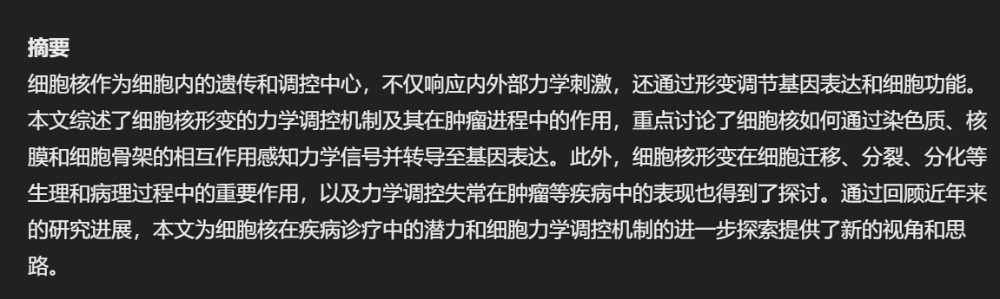 摘要
细胞核作为细胞内的遗传和调控中心，不仅响应内外部力学刺激，还通过形变调节基因表达和细胞功能。
本文综述了细胞核形变的力学调控机制及其在肿瘤进程中的作用，重点讨论了细胞核如何通过染色质、核
膜和细胞骨架的相互作用感知力学信号并转导至基因表达。此外，细胞核形变在细胞迁移、分裂、分化等
生理和病理过程中的重要作用，以及力学调控失常在肿瘤等疾病中的表现也得到了探讨。通过回顾近年来
的研究进展，本文为细胞核在疾病诊疗中的潜力和细胞力学调控机制的进一步探索提供了新的视角和思
路。